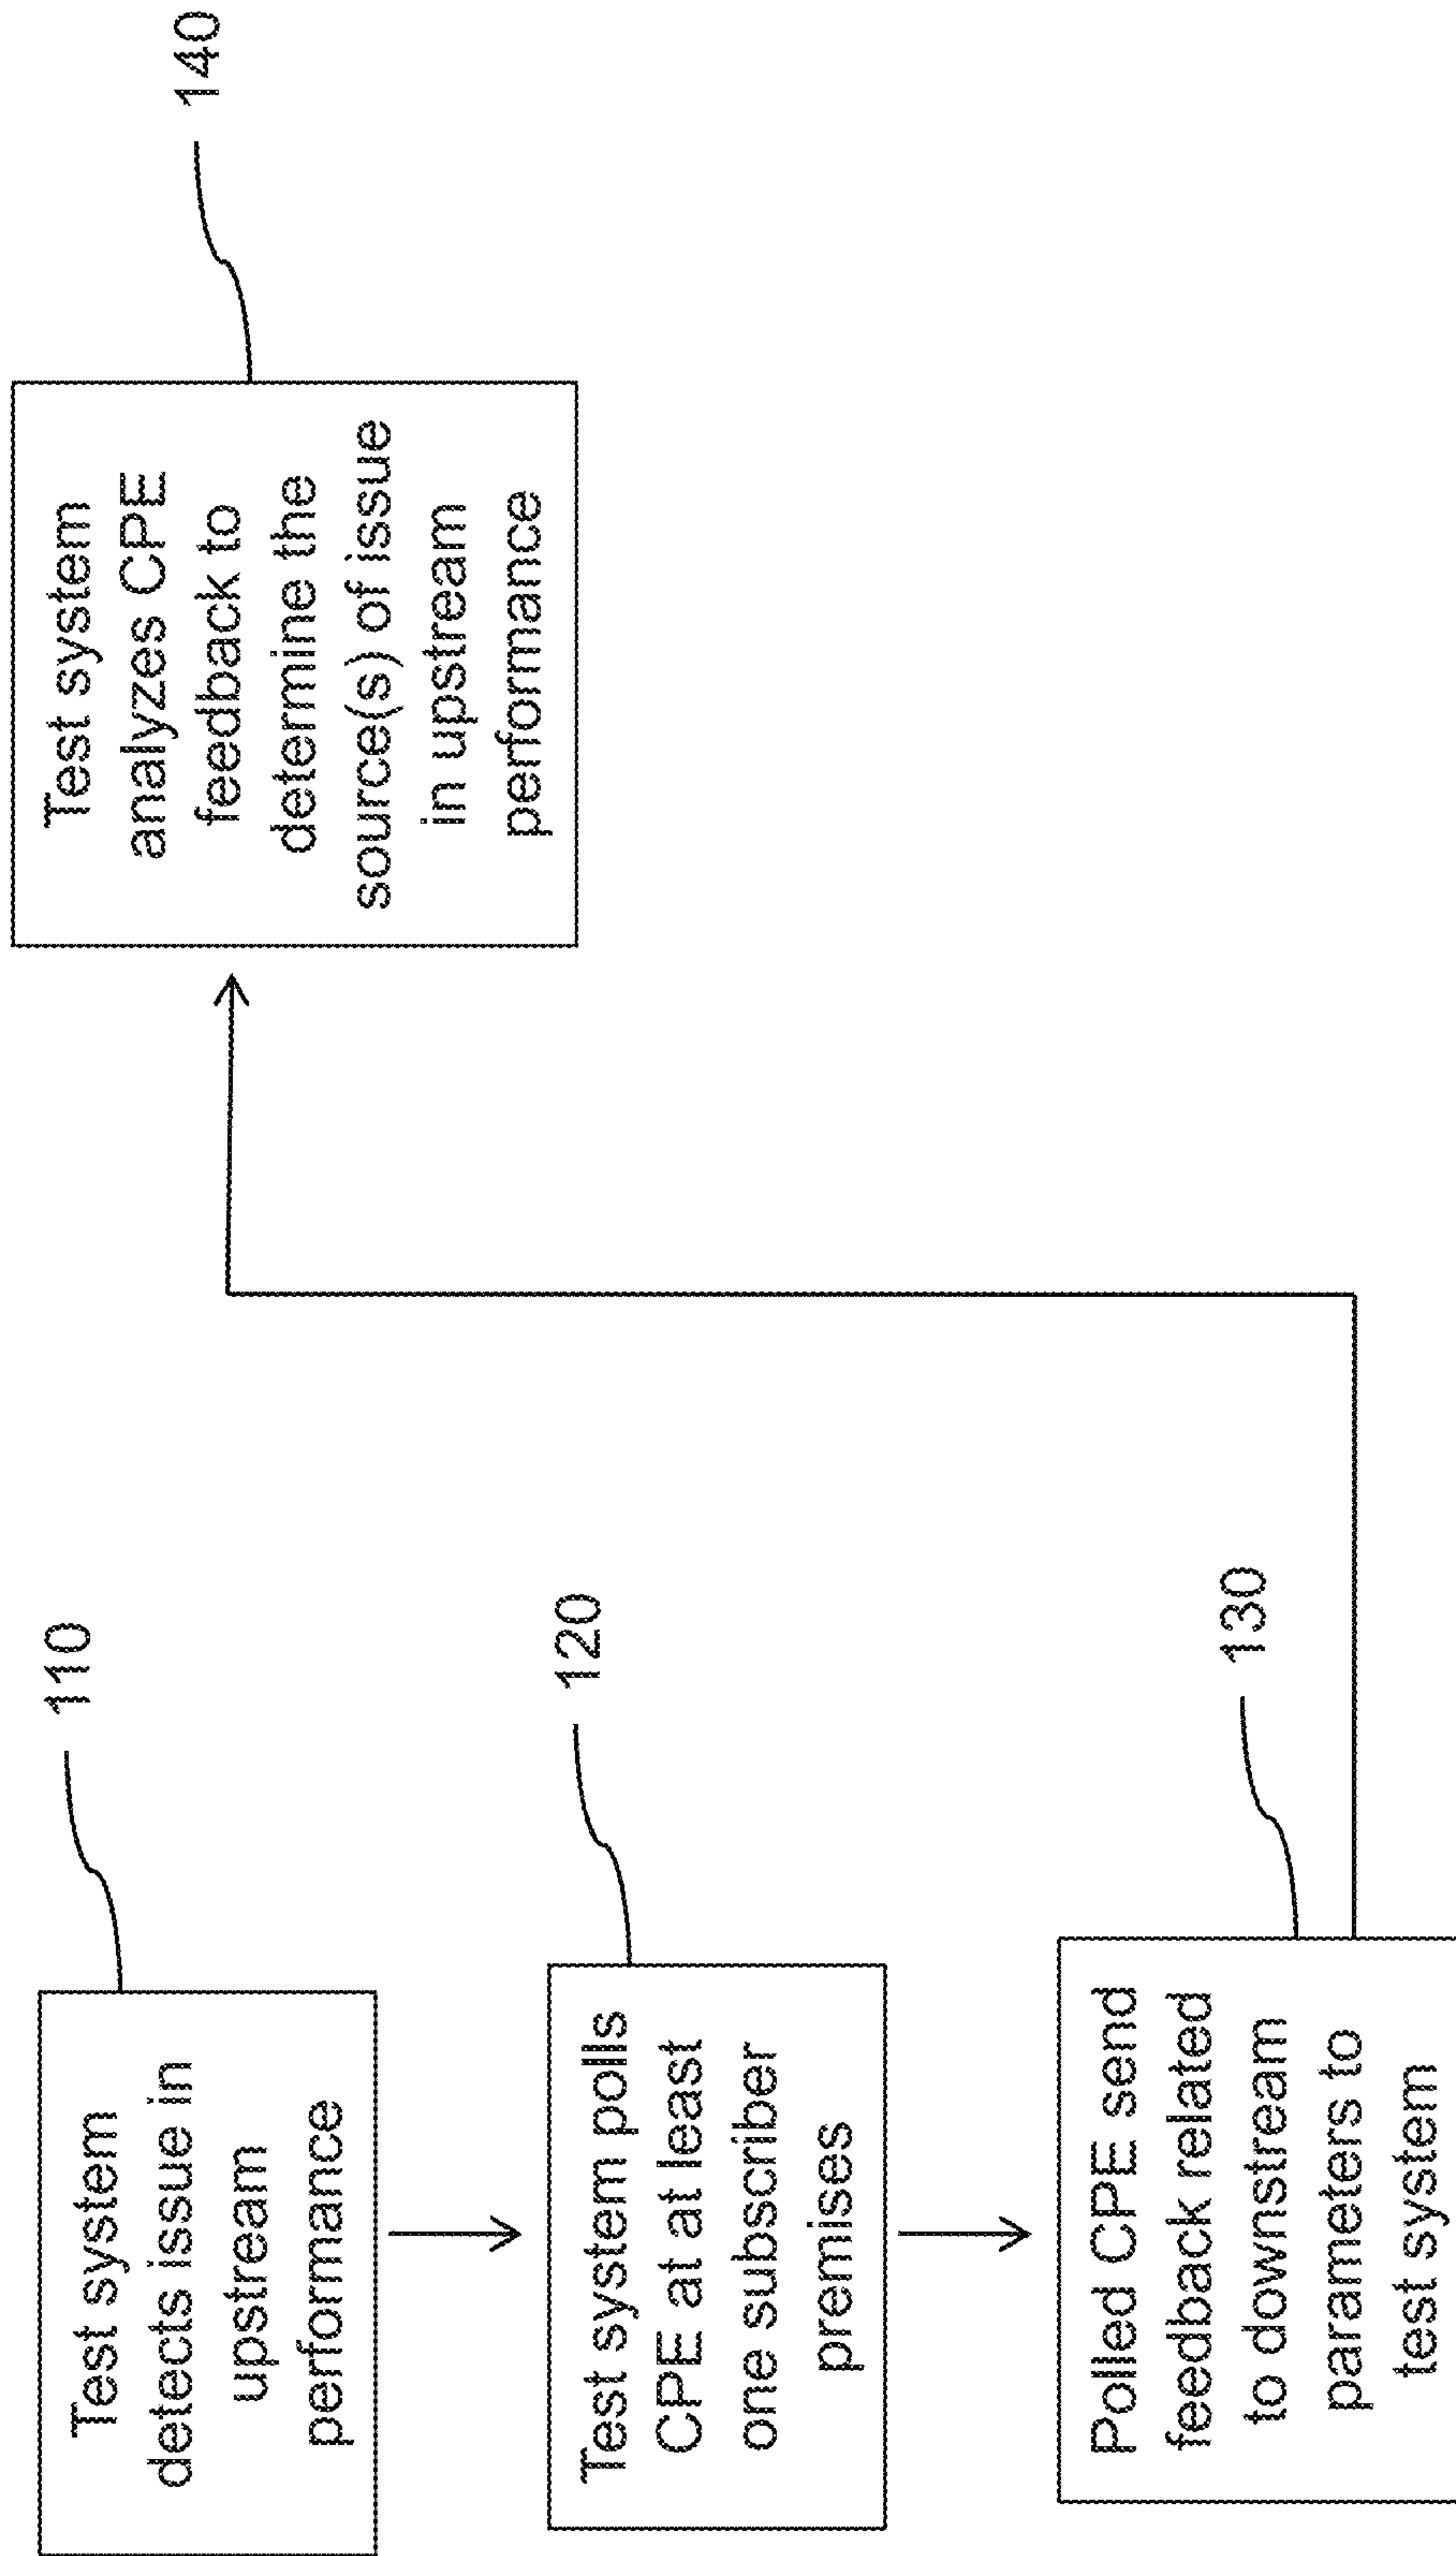 110
Test system
detects issue in
upstream
performance
120
Test system polls
CPE at at least
one subscriber
premises
130
Polled CPE send
feedback related
to downstream
parameters to
test system
140
Test system
analyzes CPE
feedback to
determine the
source(s) of issue
in upstream
performance